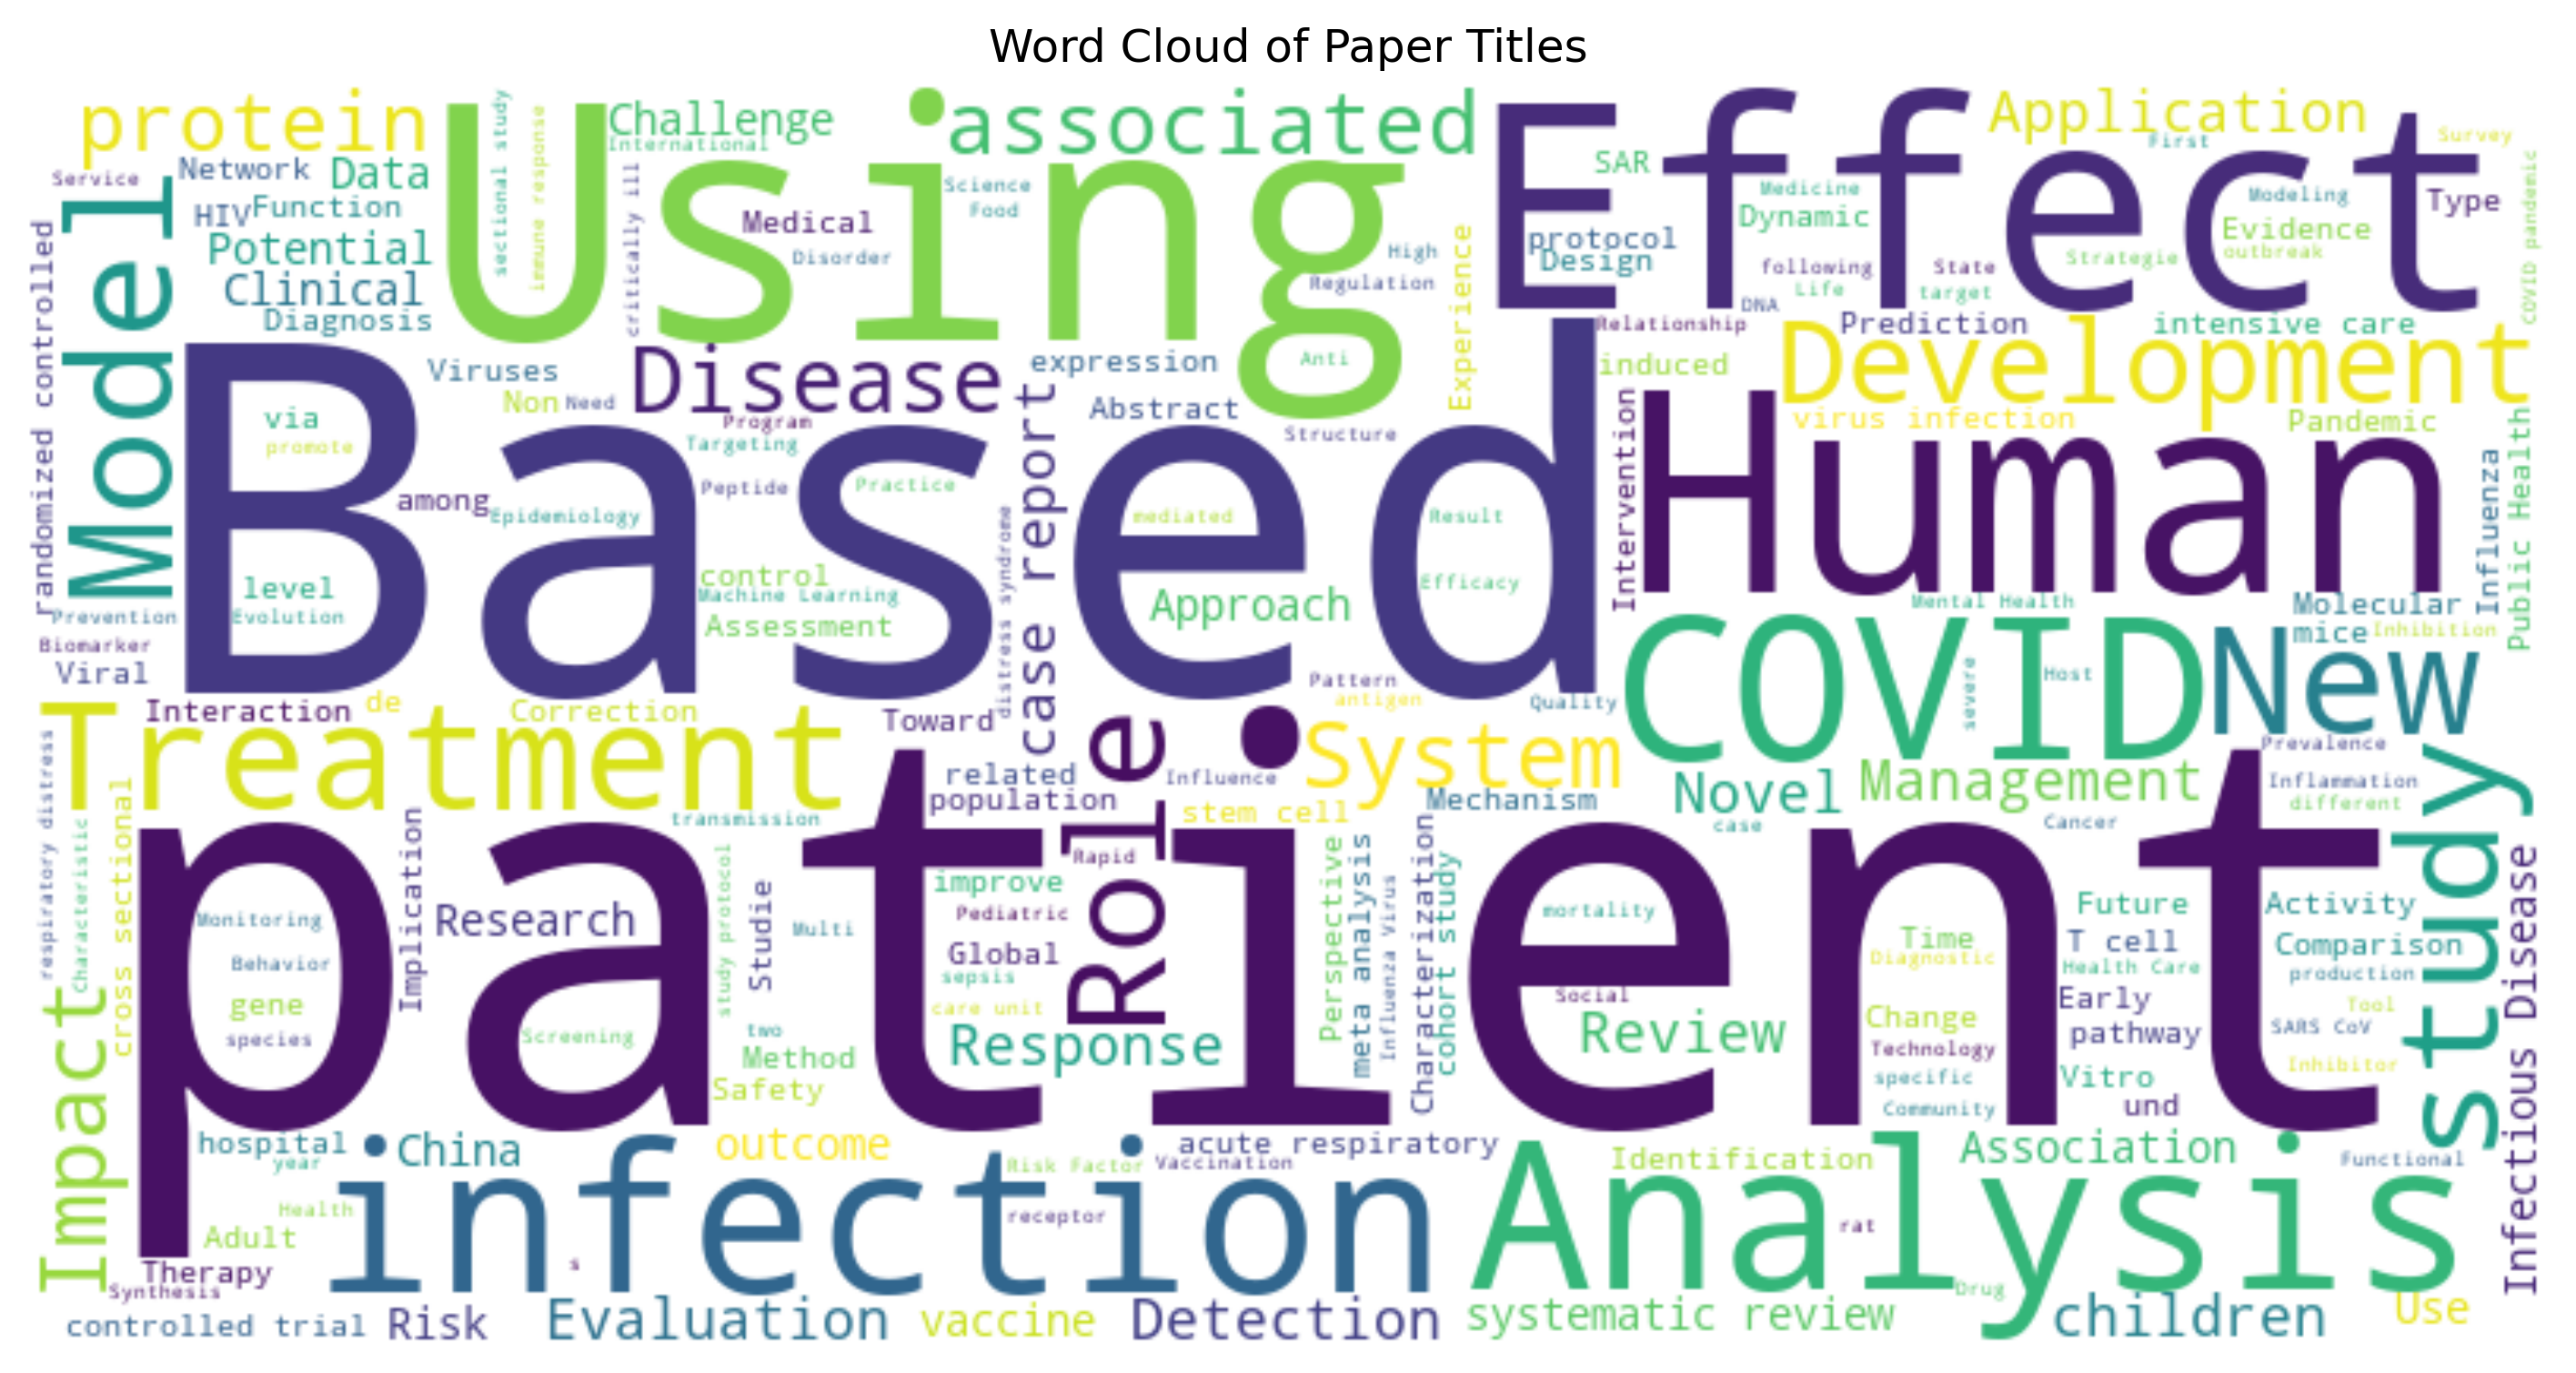 Word Cloud of Paper Titles
protein
Using
Challenge
International
associated
Effect
Application
First
Survey
Service
Network
Data
HIV
Function
Potential
Clinical
Diagnosis
Model
randomized controlled
sectional study
immune response
critically ill
Medical
Disorder
Science
Food
High
Regulation
Anti
Experience
SAR
protocol
Design
Medicine
Dynamic
following
Life
State
target
DNA
Modeling
Evidence
Strategie
outbreak
Type
COVID pandemic
Relationship
Prediction
intensive care
induced
Development
virus infection
Pandemic
Viruses
Non
Need
Disease
Program
Targeting
expression
Abstract
Structure
case report
Based
via
promote
among
Epidemiology
level
Evolution
Peptide
Practice
control
Machine Learning
Assessment
distress syndrome
mediated
Approach
Result
Efficacy
Intervention
Human
Influenza
Public Health
Prevention
Biomarker
Viral
Mental Health
Molecular
mice
Inhibition
COVID
severe
Host
New
Pattern
antigen
Quality
Interaction
de
Correction
Toward
Treatment
Role
System
Prevalence
Inflammation
different
related
population
Influence
stem cell
Mechanism
Novel
Management
case
Cancer
study
transmission
respiratory distress
Characteristic
cross sectional
patient
Implication
Monitoring
Behavior
gene
species
Research
Screening
study protocol
Studie
Multi
two
Method
Safety
improve
Pediatric
Global
sepsis
care unit
Response
Rapid
Perspective
meta analysis
Influenza Virus
Characterization
cohort study
mortality
Social
Review
Time
Diagnostic
Change
Technology
specific
Community
Future
T cell
Health Care
Early
pathway
Vitro
und
Activity
Comparison
production
Tool
SARS CoV
Inhibitor
Infectious Disease
Impact
hospital
year
China
outcome
Risk Factor
Vaccination
acute respiratory
Identification
Association
Functional
Health
Adult
infection
receptor
s
Analysis
rat
Drug
Therapy
Synthesis
controlled trial
Risk
Evaluation
vaccine
Detection
systematic review
children
Use